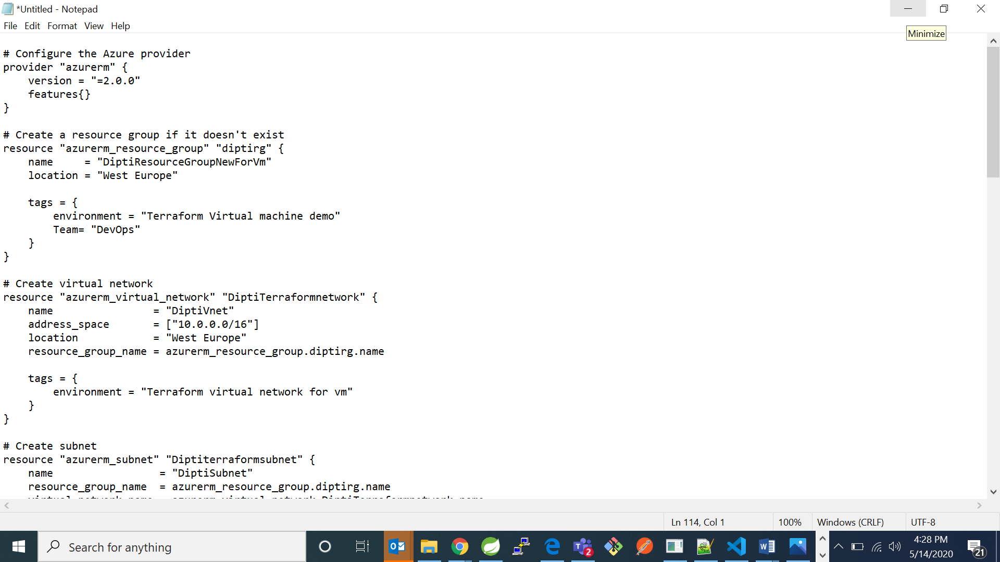 *Untitled - Notepad
File Edit Format View Help
Minimize
# Configure the Azure provider
provider "azurerm" {
    version = "=2.0.0"
    features{}
}

# Create a resource group if it doesn't exist
resource "azurerm_resource_group" "diptirg" {
    name     = "DiptiResourceGroupNewForVm"
    location = "West Europe"

    tags = {
        environment = "Terraform Virtual machine demo"
        Team= "DevOps"
    }
}

# Create virtual network
resource "azurerm_virtual_network" "DiptiTerraformnetwork" {
    name                = "DiptiVnet"
    address_space       = ["10.0.0.0/16"]
    location            = "West Europe"
    resource_group_name = azurerm_resource_group.diptirg.name

    tags = {
        environment = "Terraform virtual network for vm"
    }
}

# Create subnet
resource "azurerm_subnet" "Diptiterraformsubnet" {
    name                 = "DiptiSubnet"
    resource_group_name  = azurerm_resource_group.diptirg.name
    virtual_network_name = azurerm_virtual_network.DiptiTerraformnetwork.name
Ln 114, Col 1 100% Windows (CRLF) UTF-8
Search for anything
2
4:28 PM
5/14/2020
21